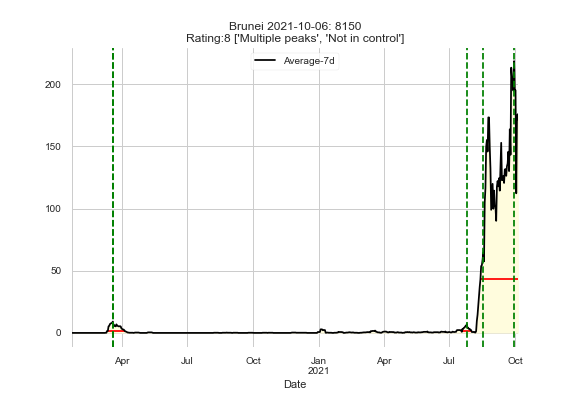 Brunei 2021-10-06: 8150
Rating:8 ['Multiple peaks', 'Not in control']
Average-7d
200
150
100
50
0
Apr Jul Oct Jan Apr Jul Oct
2021
Date